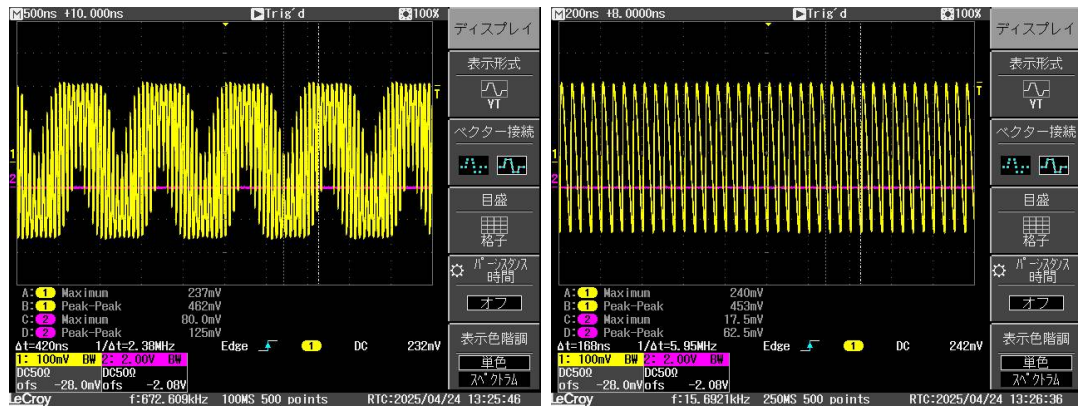 M500ns +10.000ns Trig'd 100%
ディスプレイ
表示形式
YT
ベクター接続
目盛
格子
パーシスタンス
時間
オフ
表示色階調
単色
スペクトラム
T
1
2
A:1 Maximum 237mV
B:1 Peak-Peak 462mV
C:2 Maximum 80.0mV
D:2 Peak-Peak 125mV
Δt=420ns 1/Δt=2.38MHz Edge 1 DC 232mV
1: 100mV BW 2: 2.00V BW
DC50Ω DC50Ω
ofs -28.0mV ofs -2.08V
LeCroy f:672.609kHz 100MS 500 points RTC:2025/04/24 13:25:46
M200ns +8.0000ns Trig'd 100%
ディスプレイ
表示形式
YT
ベクター接続
目盛
格子
パーシスタンス
時間
オフ
表示色階調
単色
スペクトラム
T
1
2
A:1 Maximum 240mV
B:1 Peak-Peak 453mV
C:2 Maximum 17.5mV
D:2 Peak-Peak 62.5mV
Δt=168ns 1/Δt=5.95MHz Edge 1 DC 242mV
1: 100mV BW 2: 2.00V BW
DC50Ω DC50Ω
ofs -28.0mV ofs -2.08V
LeCroy f:15.6921kHz 250MS 500 points RTC:2025/04/24 13:26:36